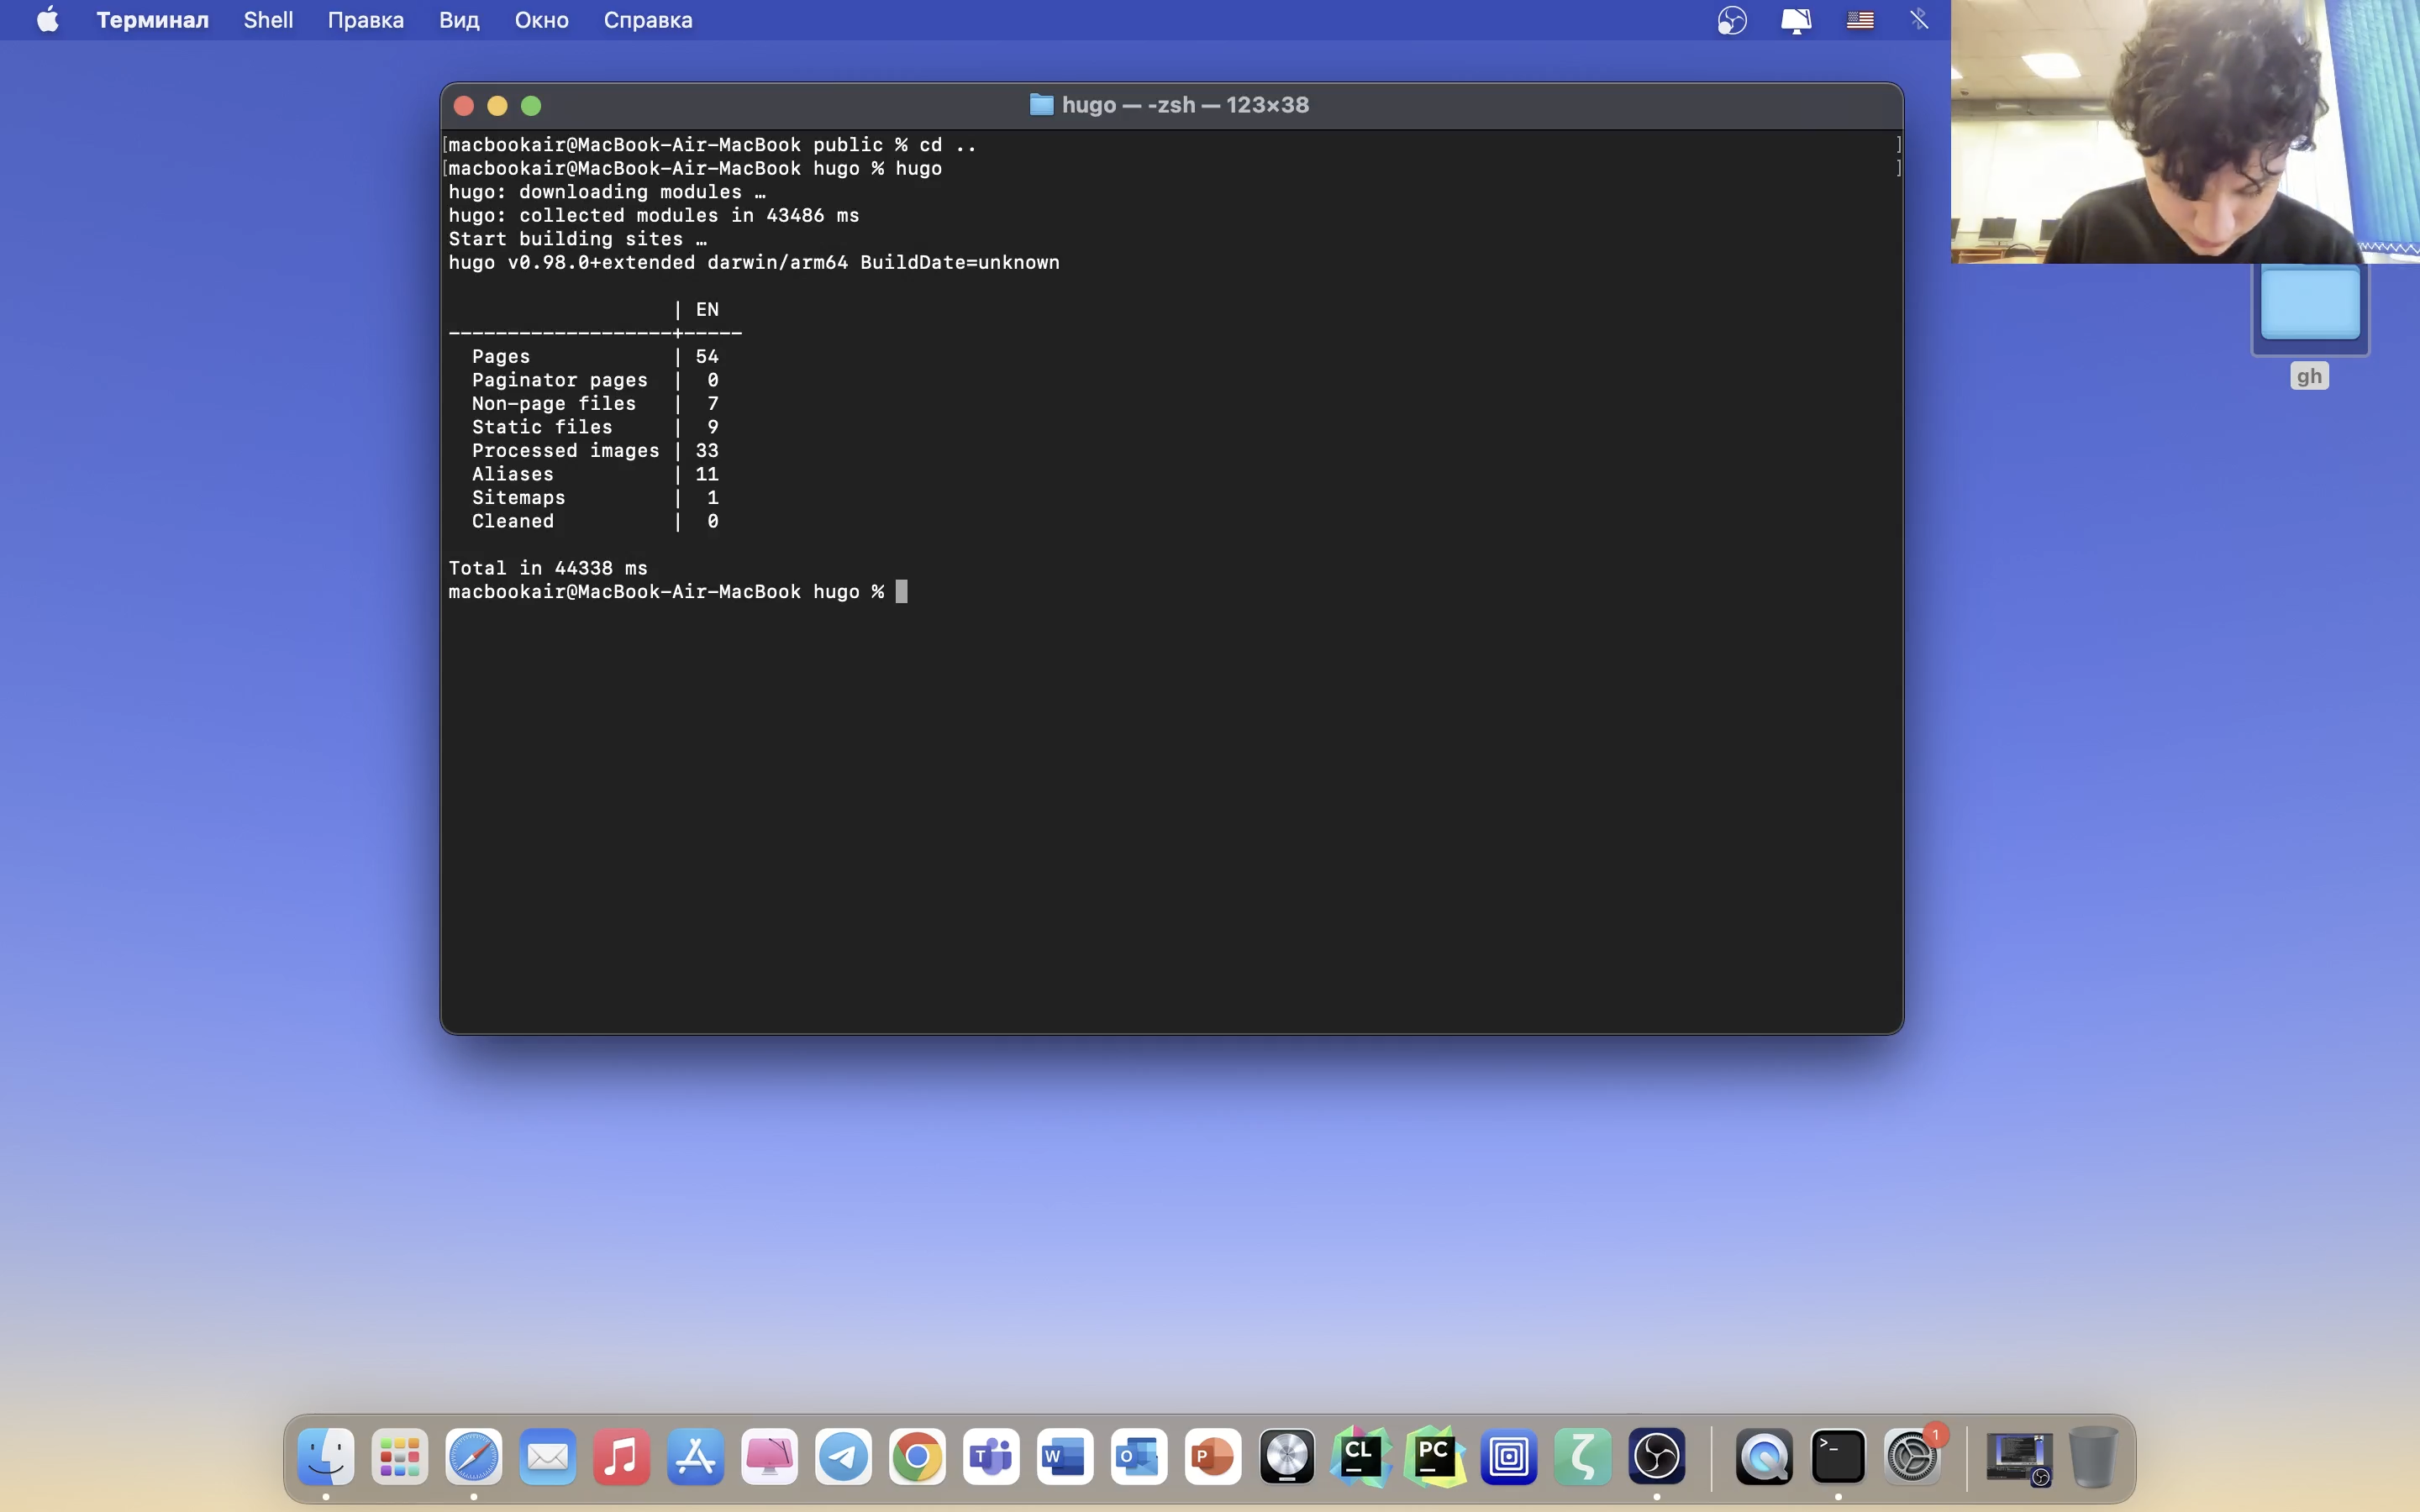 Терминал Shell Правка Вид Окно Справка
hugo — -zsh — 123×38
[macbookair@MacBook-Air-MacBook public % cd .. ]
[macbookair@MacBook-Air-MacBook hugo % hugo ]
hugo: downloading modules …
hugo: collected modules in 43486 ms
Start building sites …
hugo v0.98.0+extended darwin/arm64 BuildDate=unknown
| EN
-------------------+-----
Pages | 54
Paginator pages | 0
Non-page files | 7
Static files | 9
Processed images | 33
Aliases | 11
Sitemaps | 1
Cleaned | 0
Total in 44338 ms
macbookair@MacBook-Air-MacBook hugo %
gh
T W O P CL PC ζ >_ 1